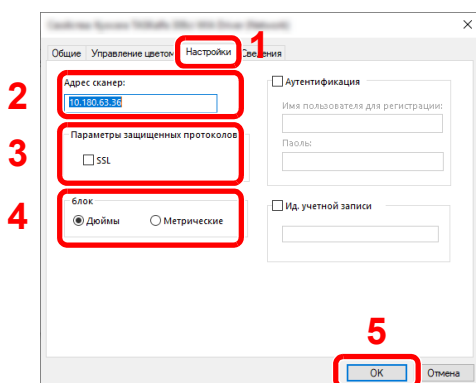 ×
1
Общие Управление цветом Настройки Сведения
2
Адрес сканер:
10.180.63.36
3
Параметры защищенных протоколов
SSL
4
блок
Дюймы Метрические
Аутентификация
Имя пользователя для регистрации:
Паоль:
Ид. учетной записи
5
OK Отмена